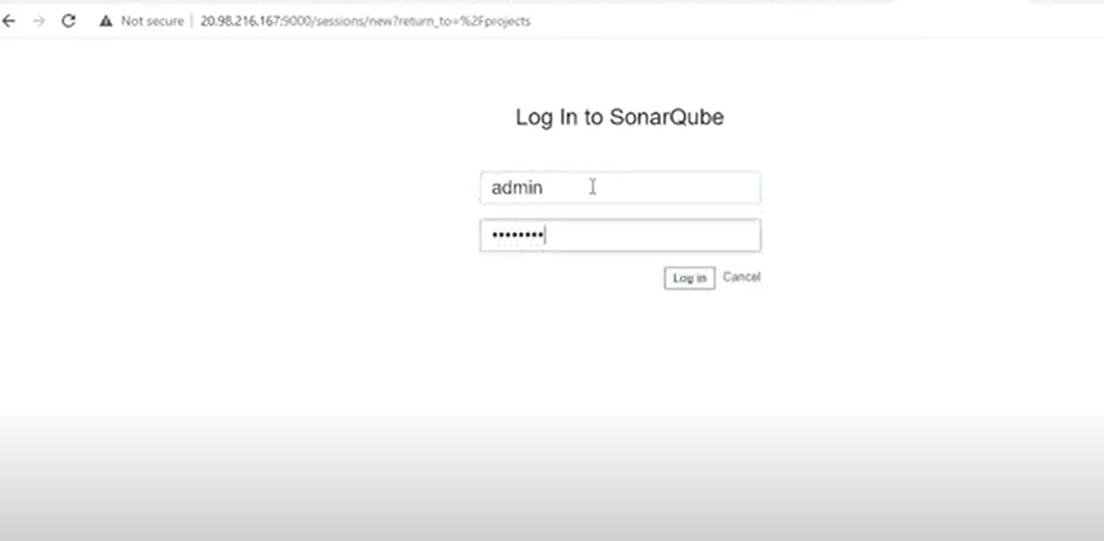 Not secure | 20.98.216.167:9000/sessions/new?return_to=%2Fprojects
Log In to SonarQube
admin
••••••••
Log in Cancel